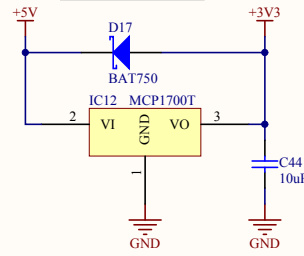 +5V
+3V3
D17
BAT750
IC12 MCP1700T
2
VI
GND
VO
3
1
C44
10uF
GND
GND